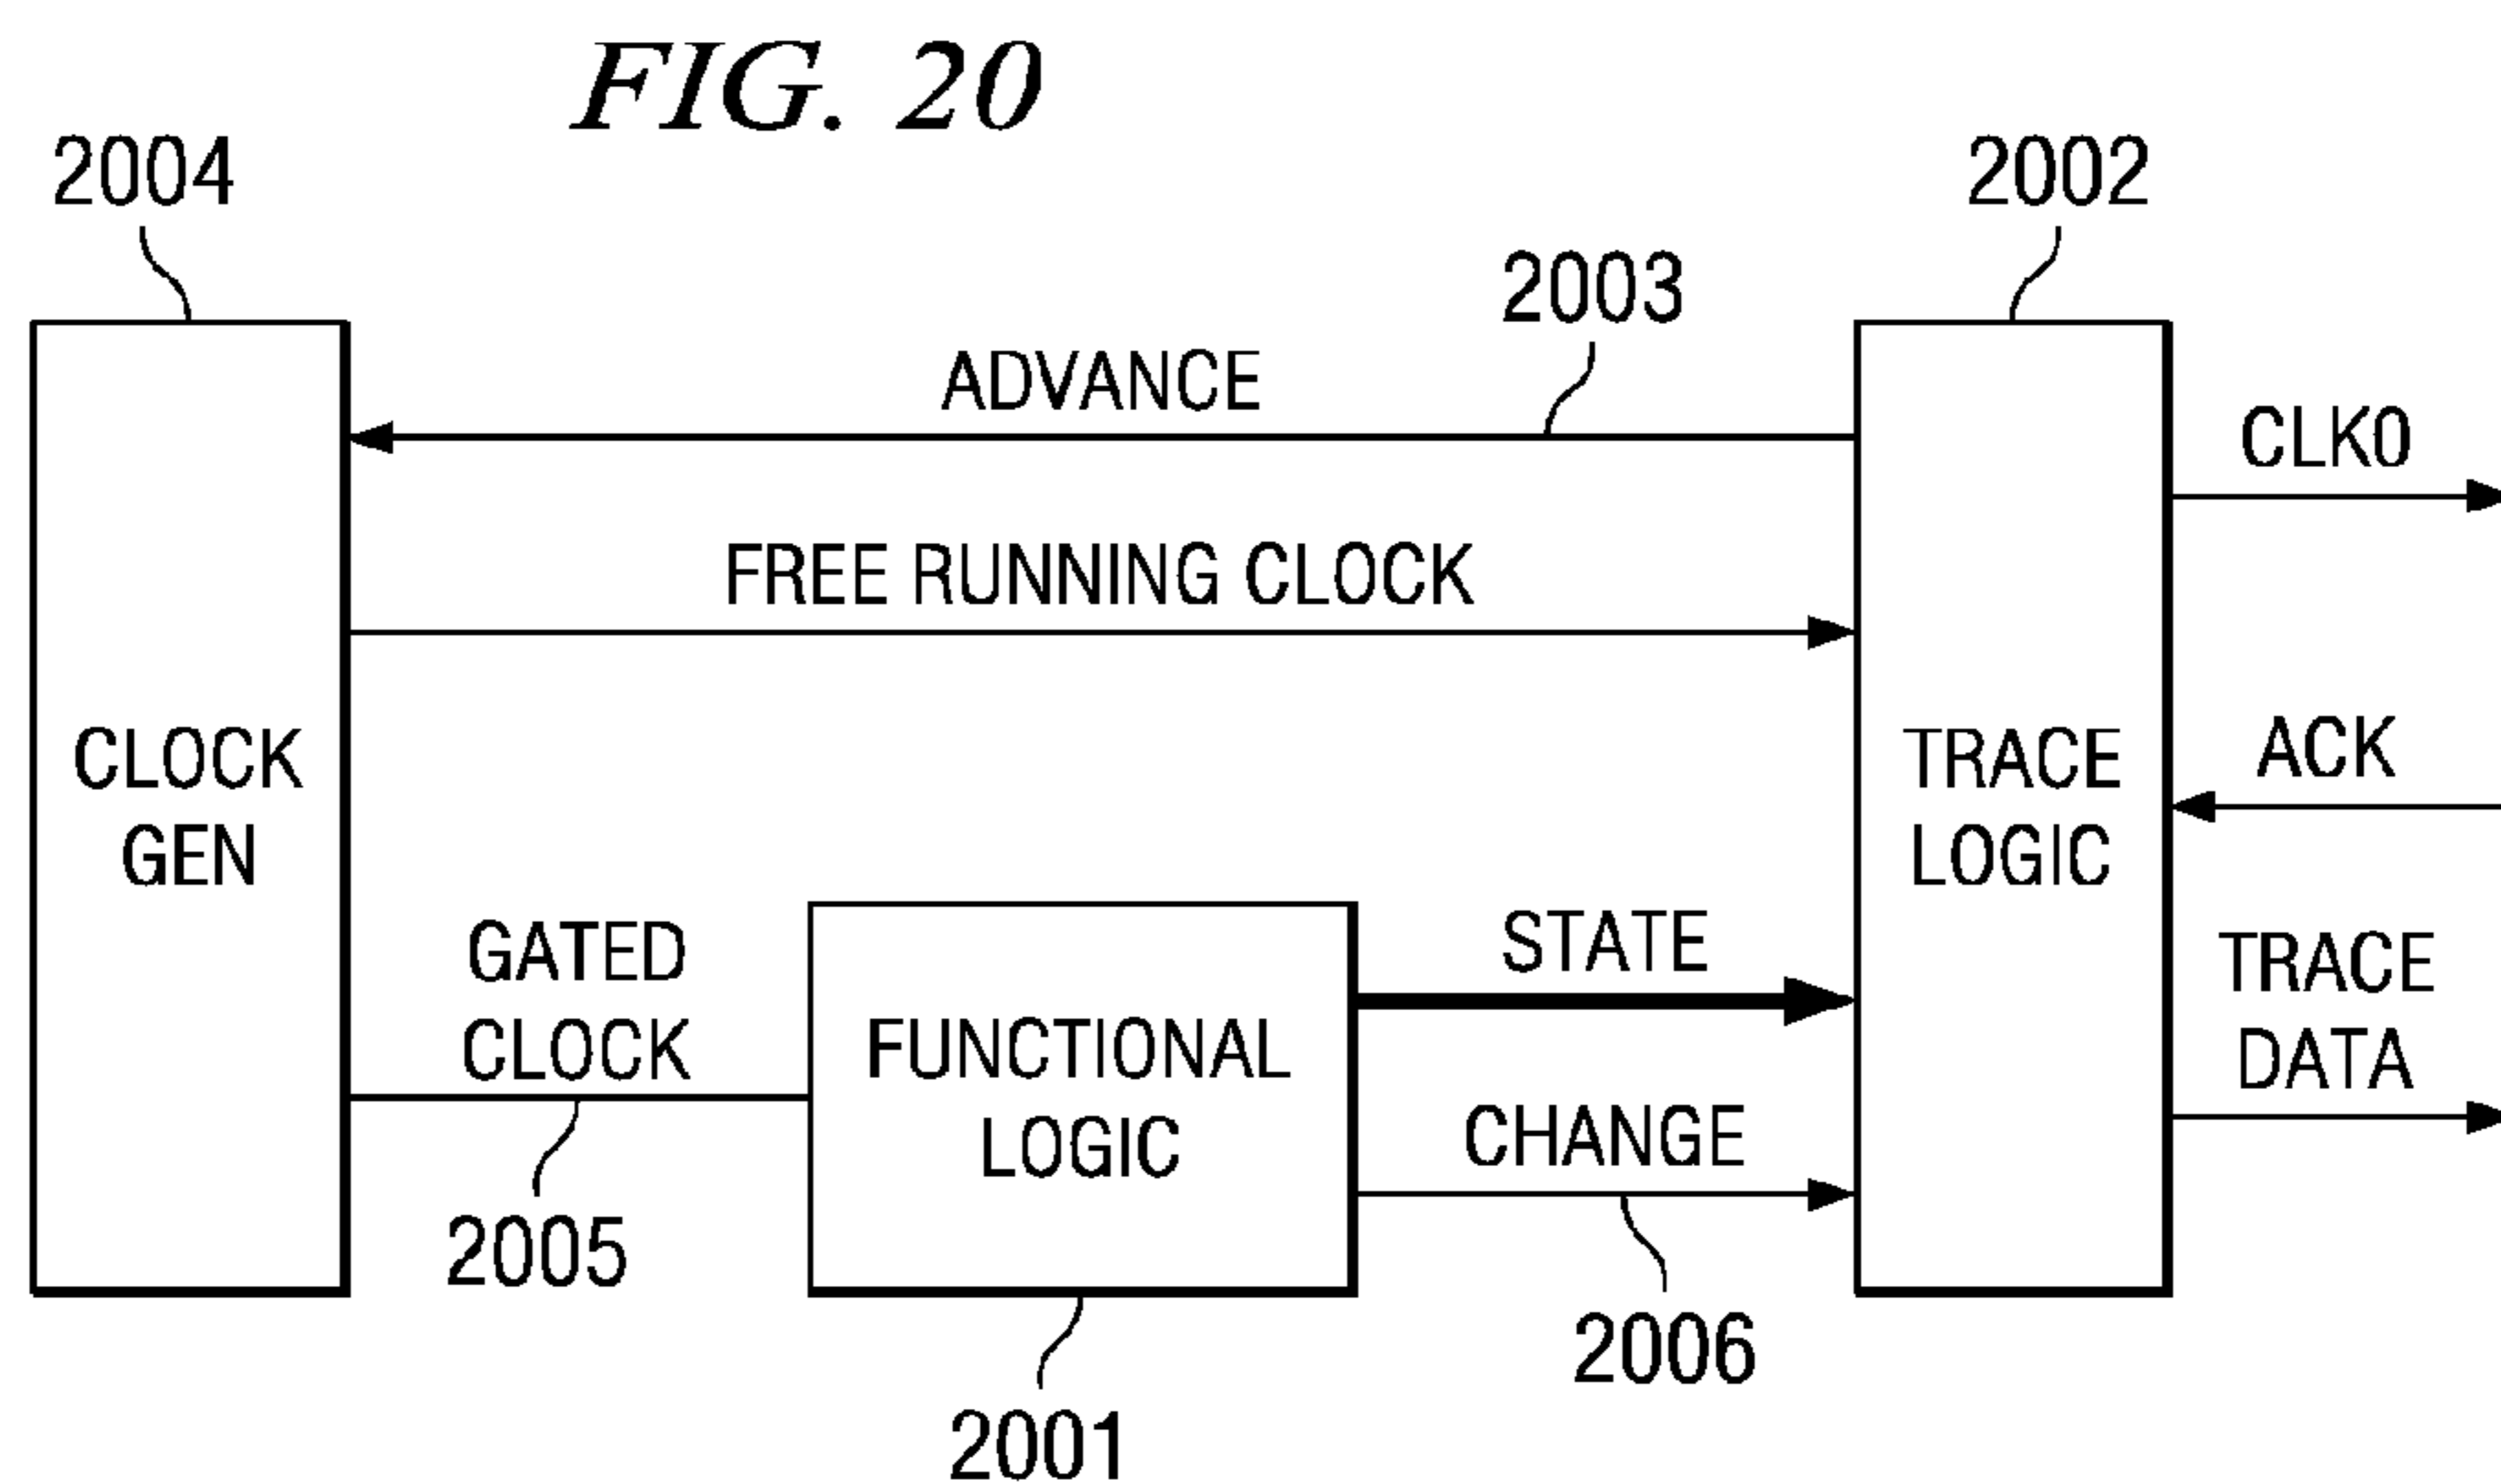 FIG. 20
2004
2002
2003
ADVANCE
CLK0
FREE RUNNING CLOCK
CLOCK
GEN
TRACE
LOGIC
ACK
GATED
CLOCK
FUNCTIONAL
LOGIC
STATE
CHANGE
TRACE
DATA
2005
2006
2001